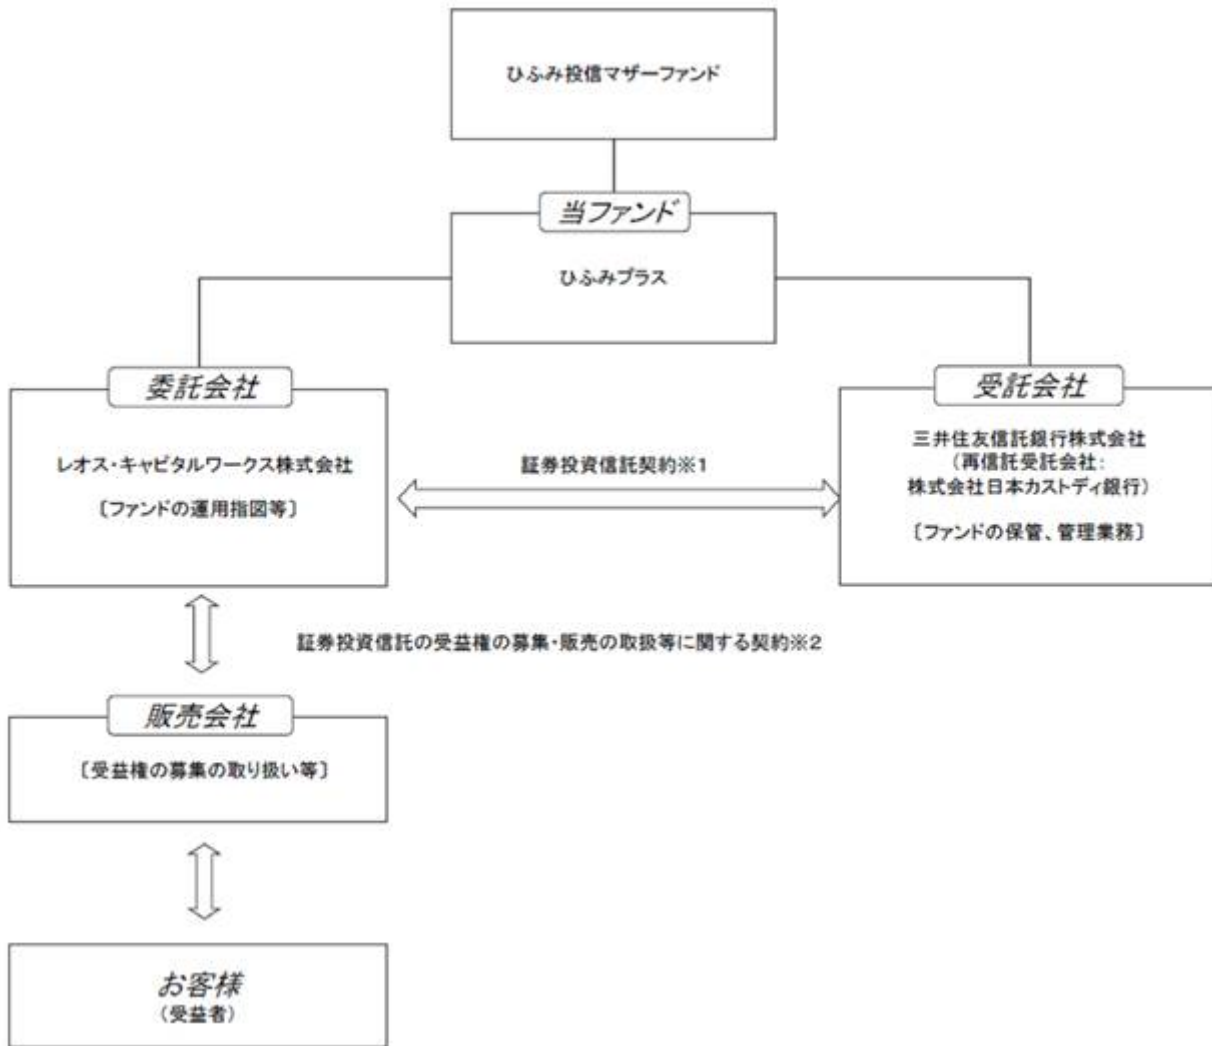 ひふみ投信マザーファンド
当ファンド
ひふみプラス
委託会社
レオス・キャピタルワークス株式会社
〔ファンドの運用指図等〕
証券投資信託契約※1
受託会社
三井住友信託銀行株式会社
（再信託受託会社：
株式会社日本カストディ銀行）
〔ファンドの保管、管理業務〕
証券投資信託の受益権の募集・販売の取扱等に関する契約※2
販売会社
〔受益権の募集の取り扱い等〕
お客様
（受益者）